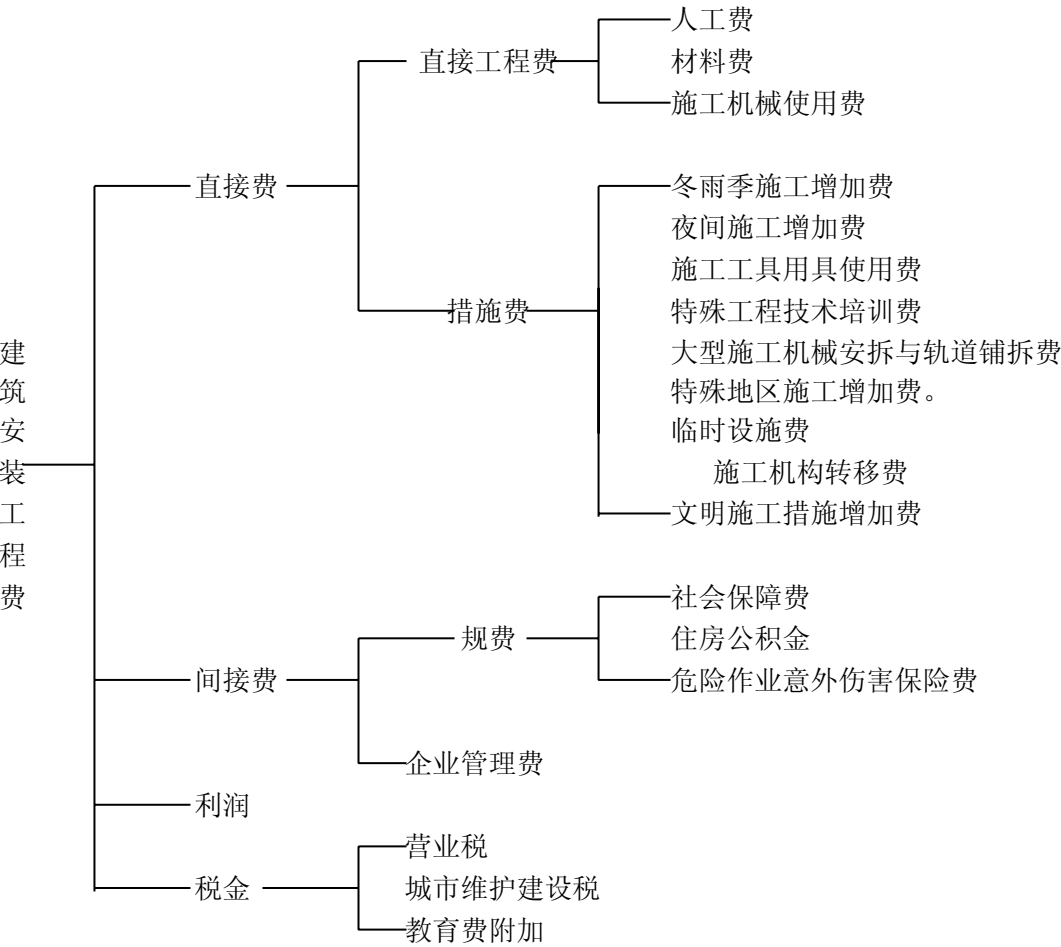 建筑安装工程费
直接费
直接工程费
人工费
材料费
施工机械使用费
措施费
冬雨季施工增加费
夜间施工增加费
施工工具用具使用费
特殊工程技术培训费
大型施工机械安拆与轨道铺拆费
特殊地区施工增加费。
临时设施费
施工机构转移费
文明施工措施增加费
间接费
规费
社会保障费
住房公积金
危险作业意外伤害保险费
企业管理费
利润
税金
营业税
城市维护建设税
教育费附加